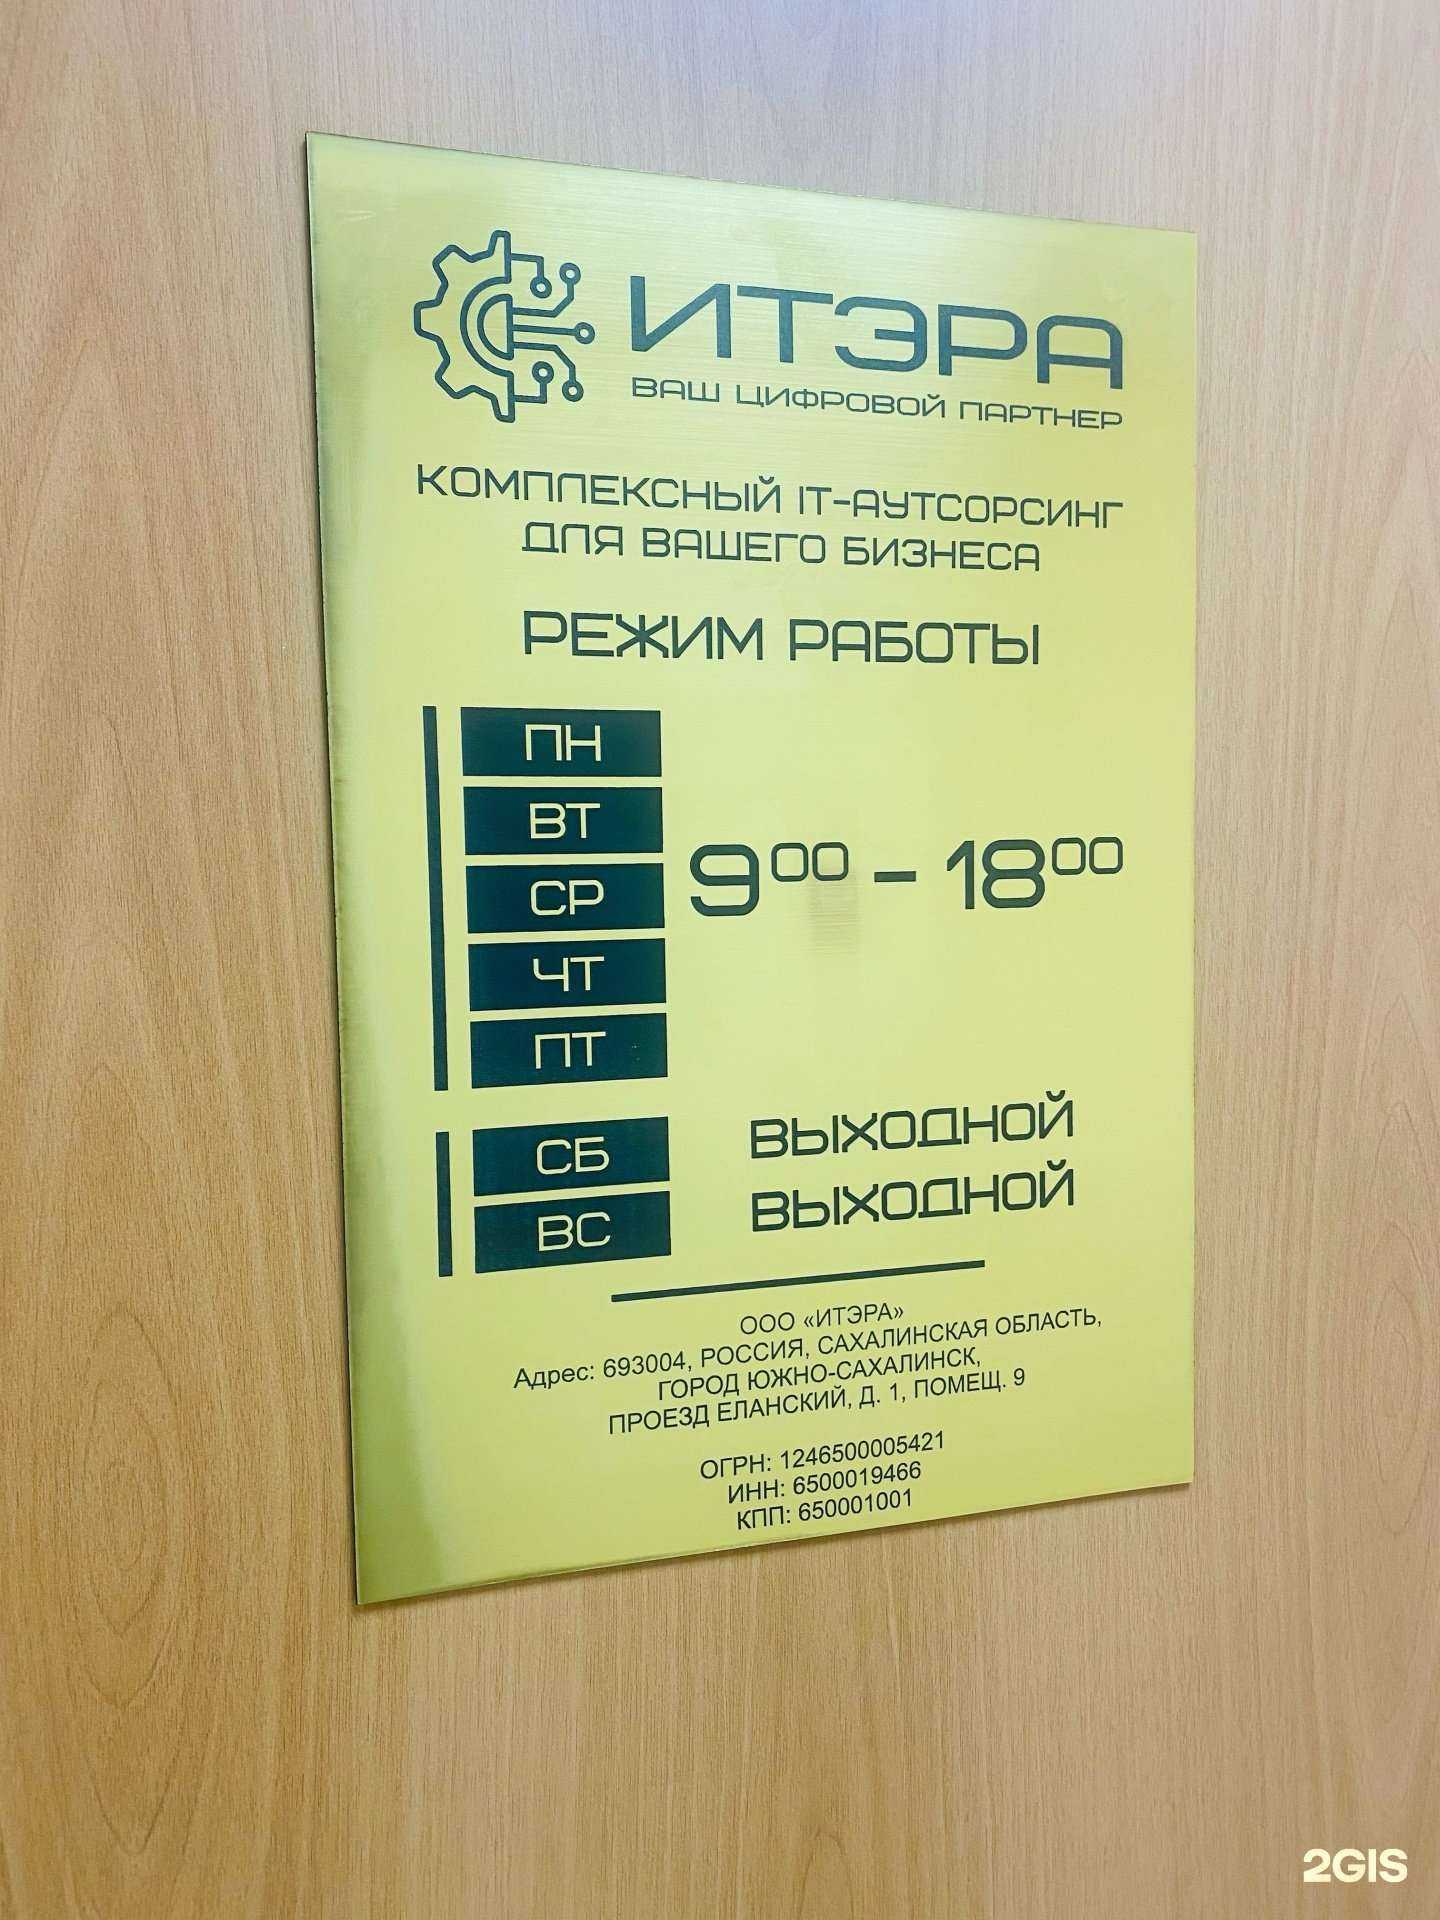 ИТЭРА
ВАШ ЦИФРОВОЙ ПАРТНЕР
КОМПЛЕКСНЫЙ IT-АУТСОРСИНГ
ДЛЯ ВАШЕГО БИЗНЕСА
РЕЖИМ РАБОТЫ
ПН
ВТ
СР
ЧТ
ПТ
9⁰⁰ - 18⁰⁰
СБ ВЫХОДНОЙ
ВС ВЫХОДНОЙ
ООО «ИТЭРА»
Адрес: 693004, РОССИЯ, САХАЛИНСКАЯ ОБЛАСТЬ,
ГОРОД ЮЖНО-САХАЛИНСК,
ПРОЕЗД ЕЛАНСКИЙ, Д. 1, ПОМЕЩ. 9
ОГРН: 1246500005421
ИНН: 6500019466
КПП: 650001001
2GIS